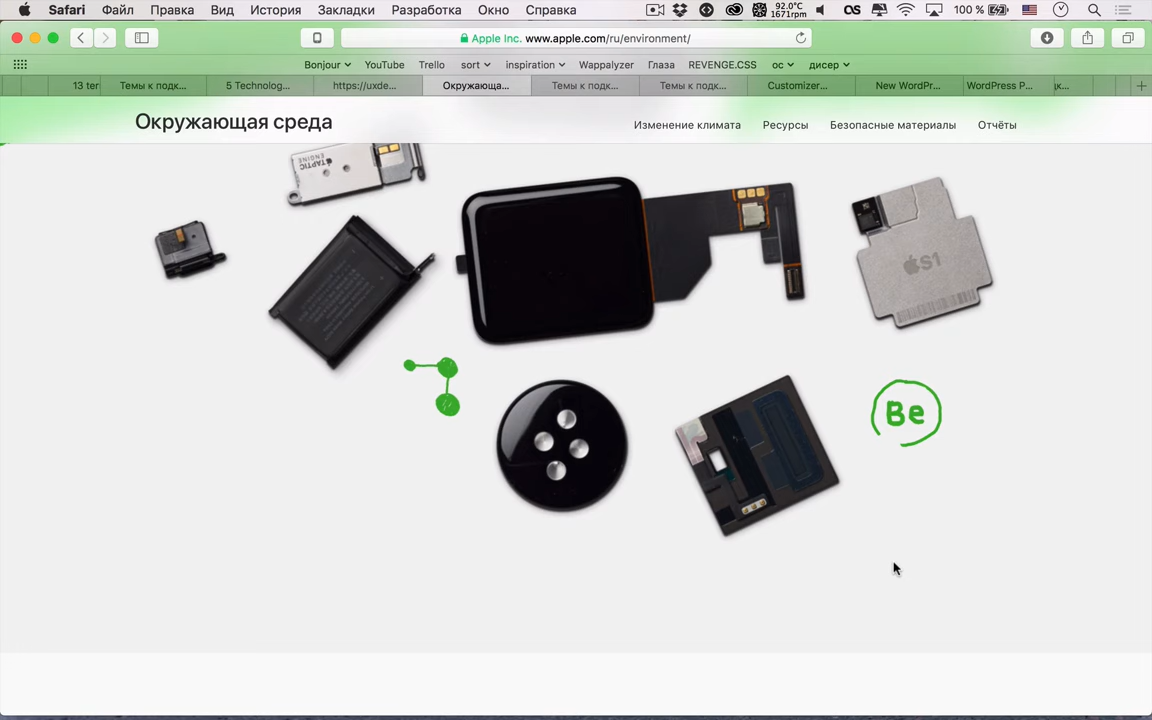 Safari Файл Правка Вид История Закладки Разработка Окно Справка
92.0°C
1671rpm
100 %
Apple Inc. www.apple.com/ru/environment/
Bonjour YouTube Trello sort inspiration Wappalyzer Глаза REVENGE.CSS ос дисер
13 ter Темы к подк... 5 Technolog... https://uxde... Окружающа... Темы к подк... Темы к подк... Customizer... New WordPr... WordPress P...
Окружающая среда
Изменение климата Ресурсы Безопасные материалы Отчёты
TAPTIC
ENGINE
S1
Be